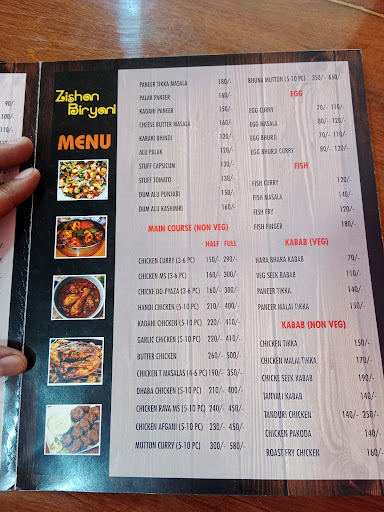 90/-
100/-
110/-
Zishan
Biryani
MENU
PANEER TIKKA MASALA 180/-
PALAK PANEER 160/-
KADAHI PANEER 150/-
CHEESE BUTTER MASALA 160/-
KARARI BHINDI 120/-
ALU PALAK 120/-
STUFF CAPSICUM 130/-
STUFF TOMATO 130/-
DUM ALU PUNJABI 150/-
DUM ALU KASHMIRI 160/-
MAIN COURSE (NON VEG)
HALF FULL
CHICKEN CURRY (3-6 PC) 150/- 290/-
CHICKEN MS (3-6 PC) 160/- 300/-
CHICKE DO-PYAZA (3-6 PC) 160/- 300/-
HANDI CHICKEN (5-10 PC) 210/- 400/-
KADAHI CHICKEN (5-10 PC) 220/- 410/-
GARLIC CHICKEN (5-10 PC) 220/- 410/-
BUTTER CHICKEN 260/- 500/-
CHICKEN T MASALAS (4-6 PC) 190/- 350/-
DHABA CHICKEN (5-10 PC) 210/- 400/-
CHICKEN RAVA MS (5-10 PC) 240/- 450/-
CHICKEN AFGANI (5-10 PC) 230/- 450/-
MUTTON CURRY (5-10 PC) 300/- 580/-
BHUNA MUTTON (5-10 PC) 350/- 650/-
EGG
EGG CURRY 70/- 110/-
EGG MASALA 80/- 120/-
EGG BHURJI 70/- 110/-
EGG BHURJI CURRY 80/- 120/-
FISH
FISH CURRY 120/-
FISH MASALA 140/-
FISH FRY 120/-
FISH FINGER 180/-
KABAB (VEG)
HARA BHARA KABAB 70/-
VEG SEEK KABAB 110/-
PANEER TIKKA 140/-
PANEER MALAI TIKKA 150/-
KABAB (NON VEG)
CHICKEN TIKKA 150/-
CHICKEN MALAI TIKKA 170/-
CHICKE SEEK KABAB 190/-
TANYALI KABAB 140/-
TANDURI CHICKEN 140/- 250/-
CHICKEN PAKODA 140/-
ROAST FRY CHICKEN 160/-